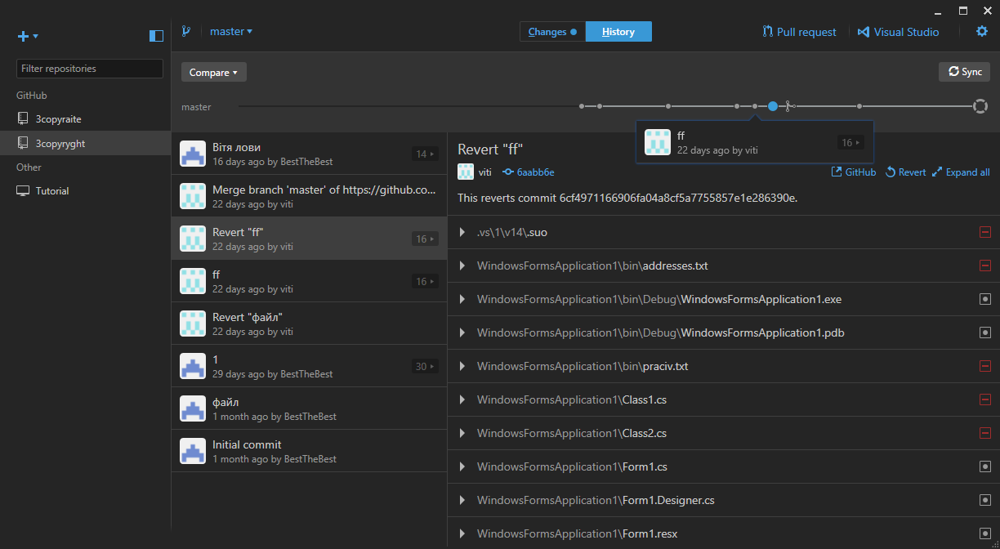 master
Changes
History
Pull request
Visual Studio
Filter repositories
GitHub
3copyraite
3copyryght
Other
Tutorial
Compare
Sync
master
ff
22 days ago by viti
16
Вітя лови
16 days ago by BestTheBest
14
Merge branch 'master' of https://github.co...
22 days ago by viti
Revert "ff"
22 days ago by viti
16
ff
22 days ago by viti
16
Revert "файл"
22 days ago by viti
1
29 days ago by BestTheBest
30
файл
1 month ago by BestTheBest
Initial commit
1 month ago by BestTheBest
Revert "ff"
viti 6aabb6e
GitHub Revert Expand all
This reverts commit 6cf4971166906fa04a8cf5a7755857e1e286390e.
.vs\1\v14\.suo
WindowsFormsApplication1\bin\addresses.txt
WindowsFormsApplication1\bin\Debug\WindowsFormsApplication1.exe
WindowsFormsApplication1\bin\Debug\WindowsFormsApplication1.pdb
WindowsFormsApplication1\bin\praciv.txt
WindowsFormsApplication1\Class1.cs
WindowsFormsApplication1\Class2.cs
WindowsFormsApplication1\Form1.cs
WindowsFormsApplication1\Form1.Designer.cs
WindowsFormsApplication1\Form1.resx